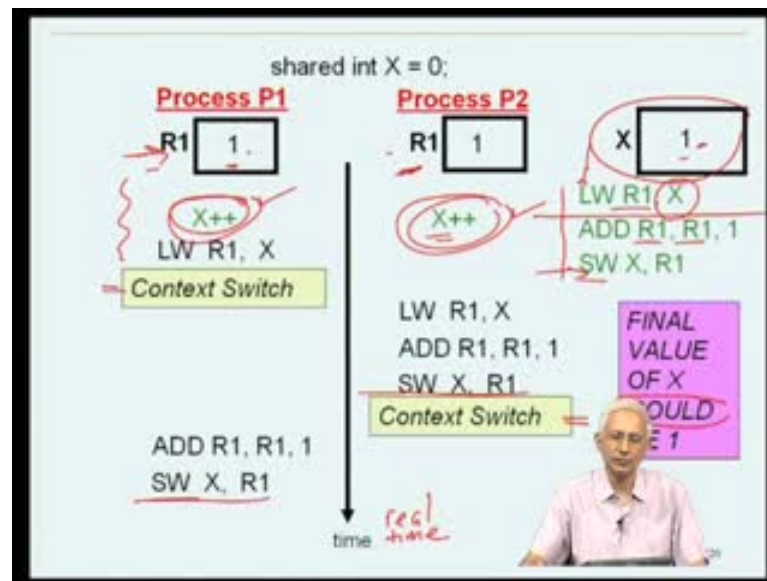 shared int X = 0;
Process P1
R1 1
X++
LW R1, X
Context Switch
ADD R1, R1, 1
SW X, R1
Process P2
R1 1
X++
LW R1, X
ADD R1, R1, 1
SW X, R1
Context Switch
X 1
LW R1, X
ADD R1, R1, 1
SW X, R1
FINAL
VALUE
OF X
COULD
1
time
real
time